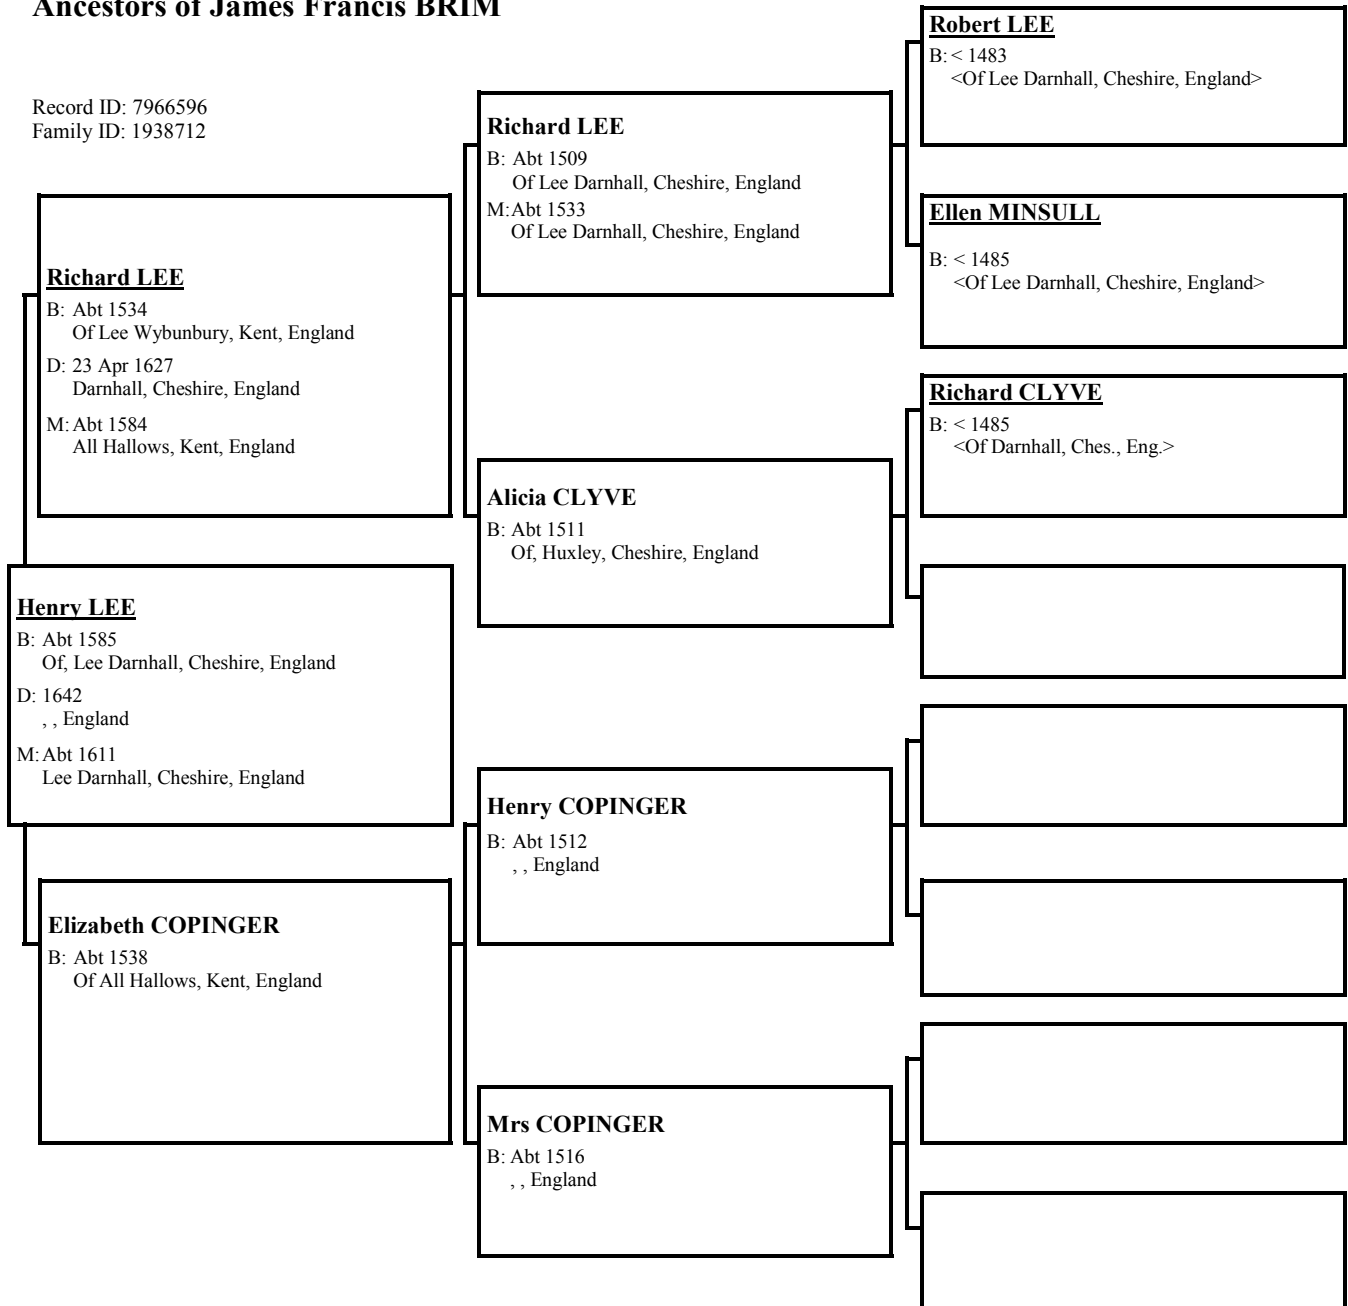 Ancestors of James Francis BRIM
Record ID: 7966596
Family ID: 1938712
Henry LEE
B: Abt 1585
Of, Lee Darnhall, Cheshire, England
D: 1642
, , England
M: Abt 1611
Lee Darnhall, Cheshire, England
Richard LEE
B: Abt 1534
Of Lee Wybunbury, Kent, England
D: 23 Apr 1627
Darnhall, Cheshire, England
M: Abt 1584
All Hallows, Kent, England
Elizabeth COPINGER
B: Abt 1538
Of All Hallows, Kent, England
Richard LEE
B: Abt 1509
Of Lee Darnhall, Cheshire, England
M: Abt 1533
Of Lee Darnhall, Cheshire, England
Alicia CLYVE
B: Abt 1511
Of, Huxley, Cheshire, England
Henry COPINGER
B: Abt 1512
, , England
Mrs COPINGER
B: Abt 1516
, , England
Robert LEE
B: < 1483
<Of Lee Darnhall, Cheshire, England>
Ellen MINSULL
B: < 1485
<Of Lee Darnhall, Cheshire, England>
Richard CLYVE
B: < 1485
<Of Darnhall, Ches., Eng.>